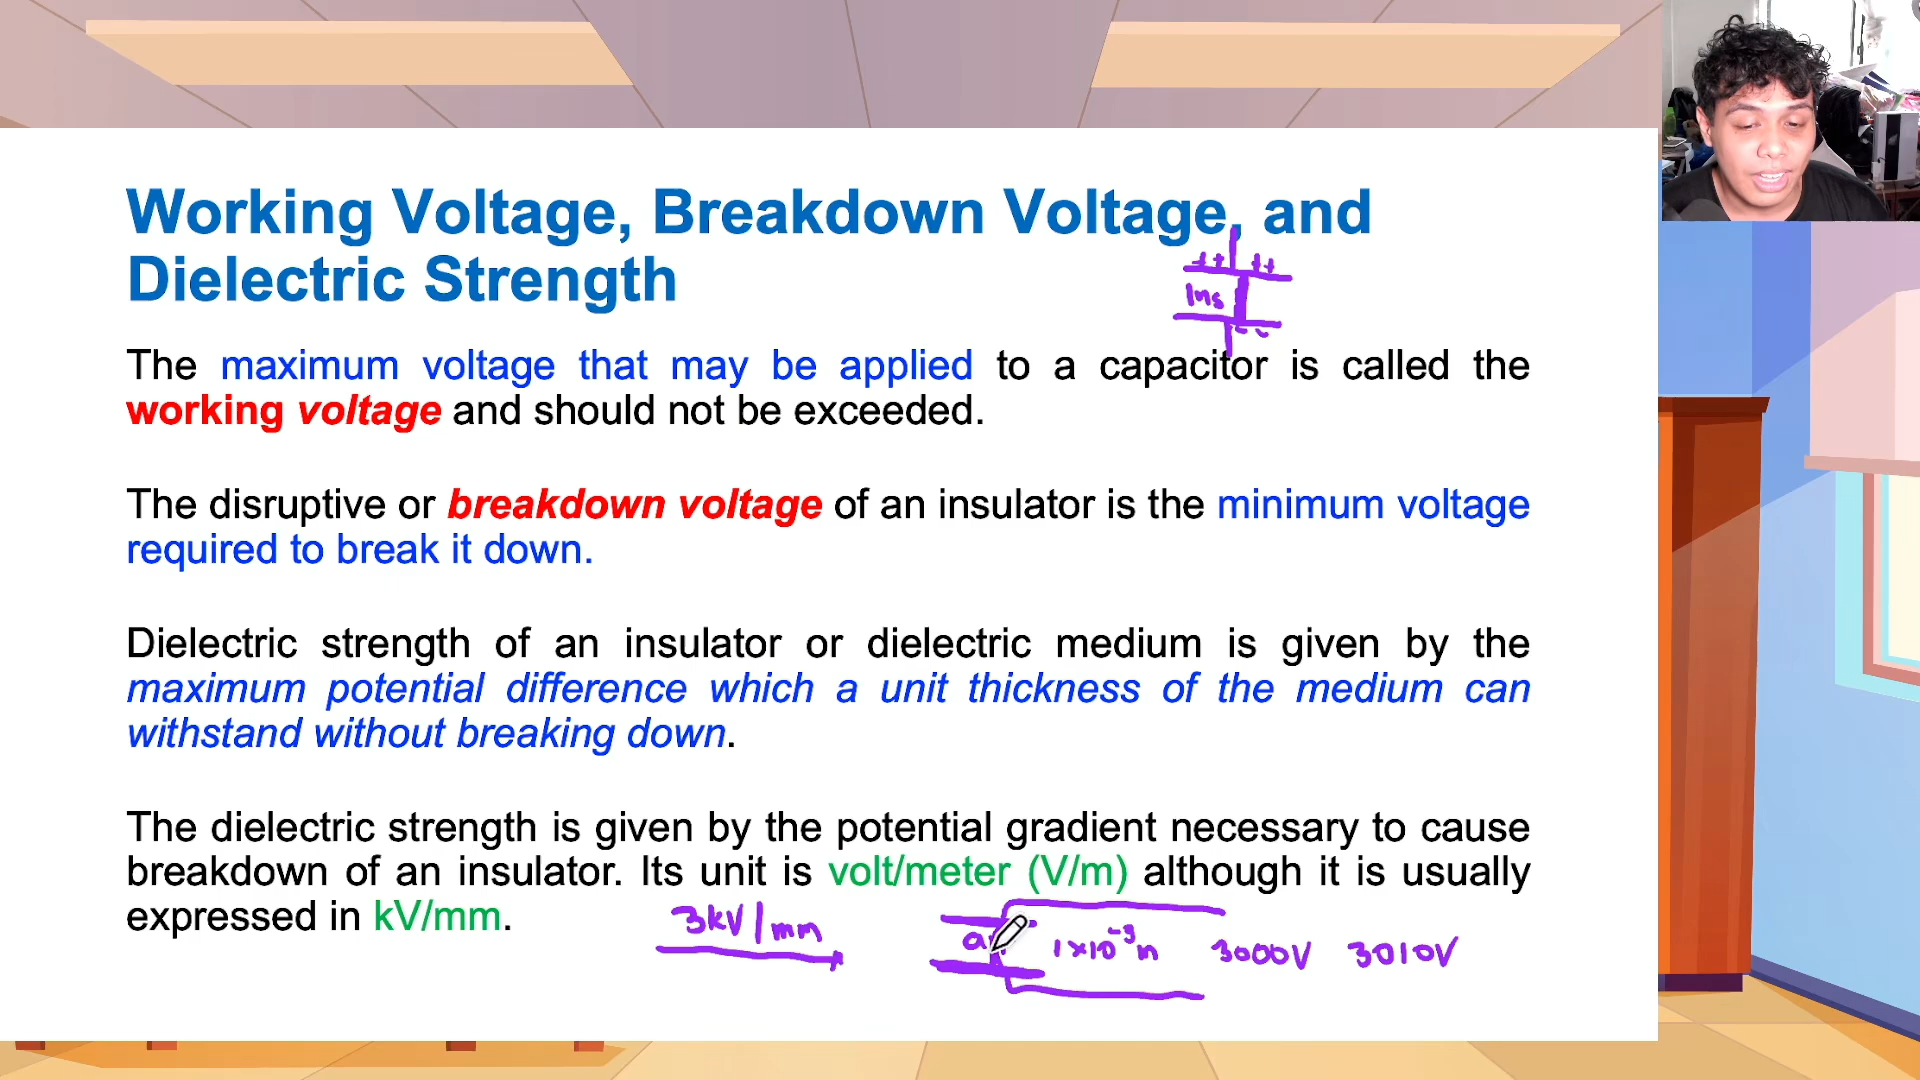 Working Voltage, Breakdown Voltage, and
Dielectric Strength
++ ++
Ins
- -
The maximum voltage that may be applied to a capacitor is called the
working voltage and should not be exceeded.
The disruptive or breakdown voltage of an insulator is the minimum voltage
required to break it down.
Dielectric strength of an insulator or dielectric medium is given by the
maximum potential difference which a unit thickness of the medium can
withstand without breaking down.
The dielectric strength is given by the potential gradient necessary to cause
breakdown of an insulator. Its unit is volt/meter (V/m) although it is usually
expressed in kV/mm.
3kV/mm
1x10⁻³m 3000V 3010V